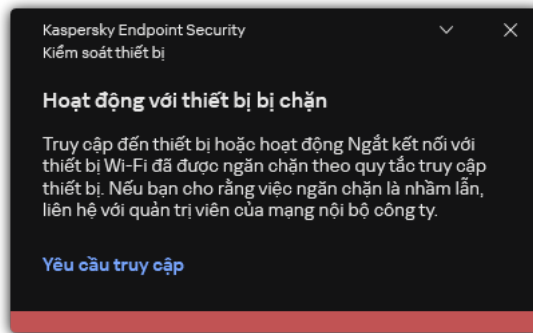 Kaspersky Endpoint Security
Kiểm soát thiết bị
Hoạt động với thiết bị bị chặn
Truy cập đến thiết bị hoặc hoạt động Ngắt kết nối với
thiết bị Wi-Fi đã được ngăn chặn theo quy tắc truy cập
thiết bị. Nếu bạn cho rằng việc ngăn chặn là nhầm lẫn,
liên hệ với quản trị viên của mạng nội bộ công ty.
Yêu cầu truy cập